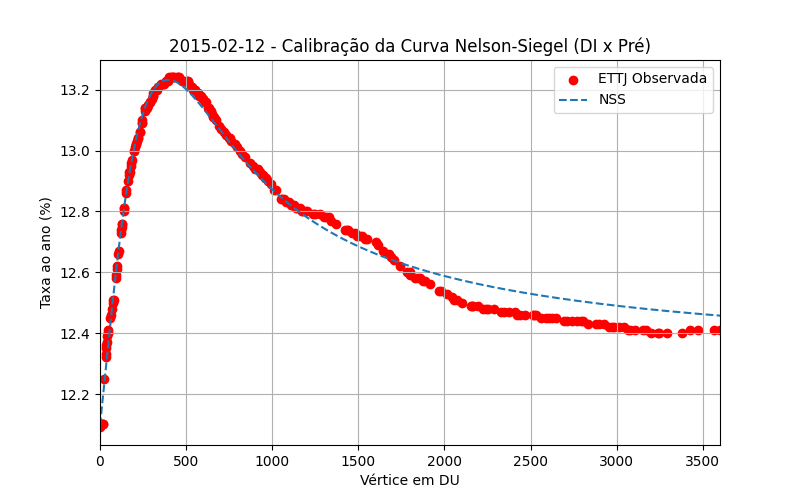 2015-02-12 - Calibração da Curva Nelson-Siegel (DI x Pré)
ETTJ Observada
NSS
Taxa ao ano (%)
13.2
13.0
12.8
12.6
12.4
12.2
0 500 1000 1500 2000 2500 3000 3500
Vértice em DU